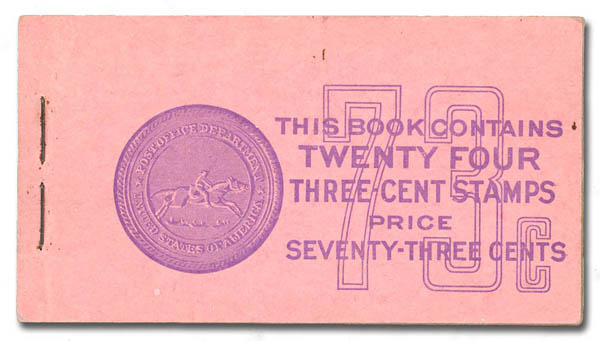 POST OFFICE DEPARTMENT
UNITED STATES OF AMERICA
73c
THIS BOOK CONTAINS
TWENTY FOUR
THREE-CENT STAMPS
PRICE
SEVENTY-THREE CENTS